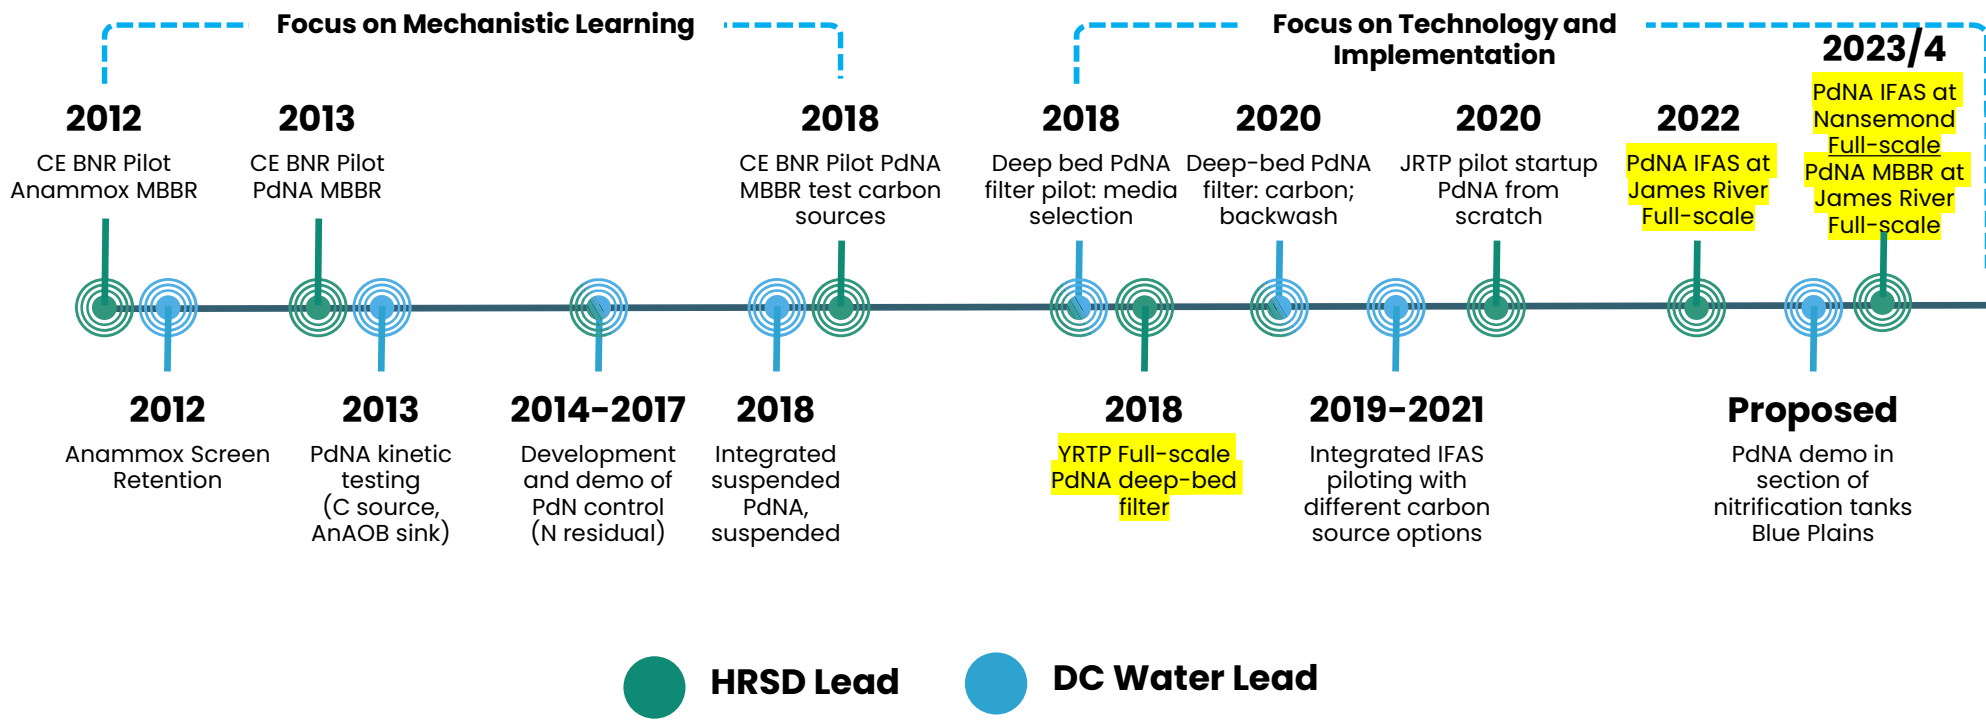 Focus on Mechanistic Learning
Focus on Technology and
Implementation
2012
CE BNR Pilot
Anammox MBBR
2013
CE BNR Pilot
PdNA MBBR
2018
CE BNR Pilot PdNA
MBBR test carbon
sources
2018
Deep bed PdNA
filter pilot: media
selection
2020
Deep-bed PdNA
filter: carbon;
backwash
2020
JRTP pilot startup
PdNA from
scratch
2022
PdNA IFAS at
James River
Full-scale
2023/4
PdNA IFAS at
Nansemond
Full-scale
PdNA MBBR at
James River
Full-scale
2012
Anammox Screen
Retention
2013
PdNA kinetic
testing
(C source,
AnAOB sink)
2014-2017
Development
and demo of
PdN control
(N residual)
2018
Integrated
suspended
PdNA,
suspended
2018
YRTP Full-scale
PdNA deep-bed
filter
2019-2021
Integrated IFAS
piloting with
different carbon
source options
Proposed
PdNA demo in
section of
nitrification tanks
Blue Plains
HRSD Lead
DC Water Lead